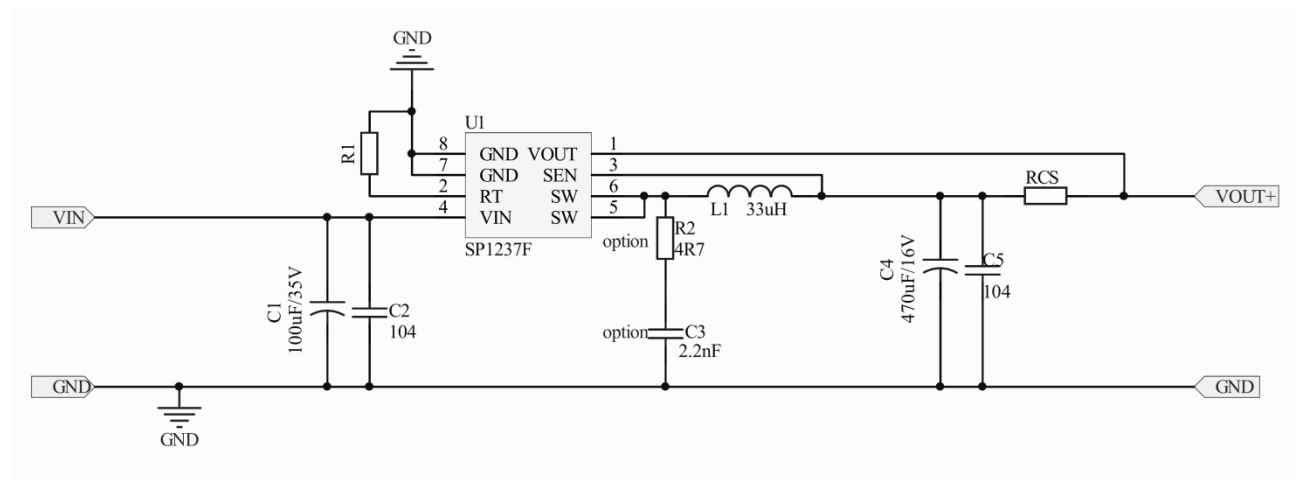 GND
U1
R1
8 GND VOUT 1
7 GND SEN 3
2 RT SW 6
4 VIN SW 5
SP1237F
VIN
RCS
VOUT+
L1 33uH
option
R2
4R7
C1
100uF/35V
C2
104
option
C3
2.2nF
C4
470uF/16V
C5
104
GND
GND
GND